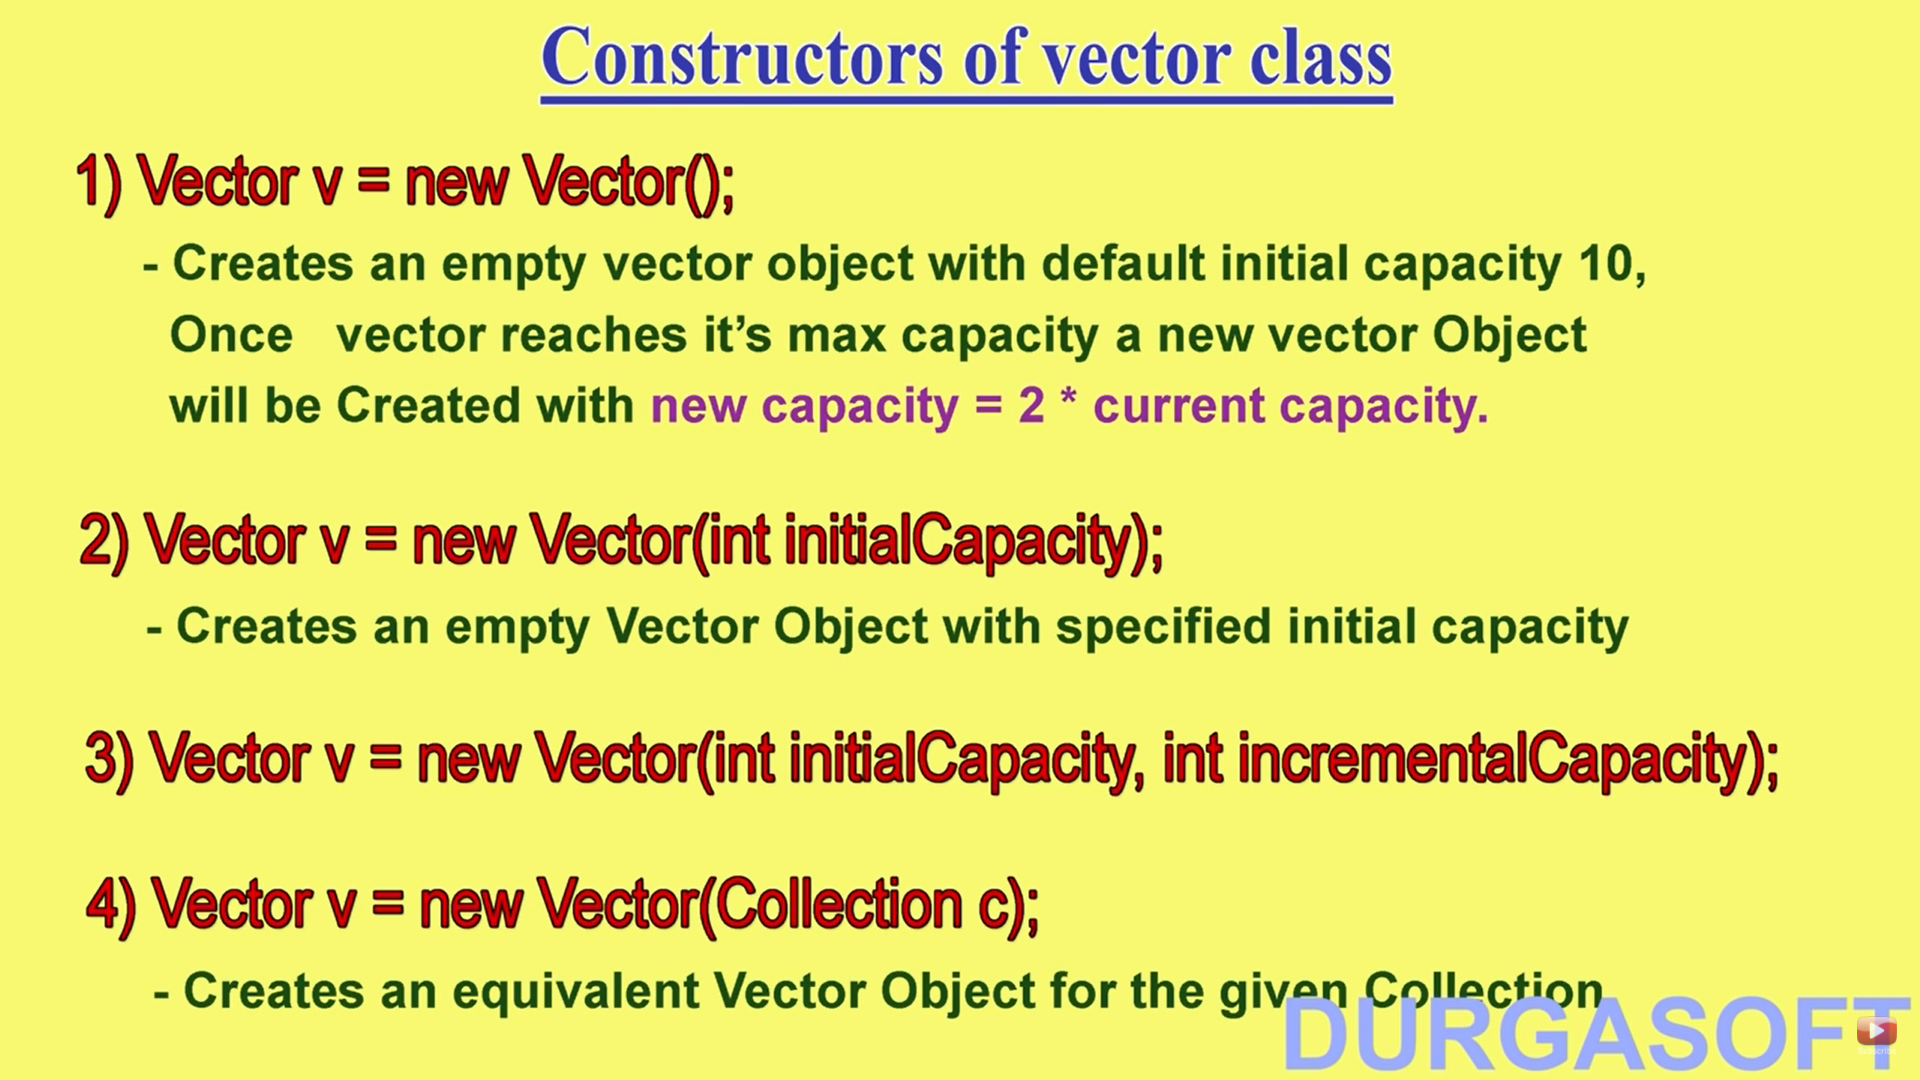 Constructors of vector class
1) Vector v = new Vector();
- Creates an empty vector object with default initial capacity 10,
Once vector reaches it’s max capacity a new vector Object
will be Created with new capacity = 2 * current capacity.
2) Vector v = new Vector(int initialCapacity);
- Creates an empty Vector Object with specified initial capacity
3) Vector v = new Vector(int initialCapacity, int incrementalCapacity);
4) Vector v = new Vector(Collection c);
- Creates an equivalent Vector Object for the given Collection
DURGASOFT